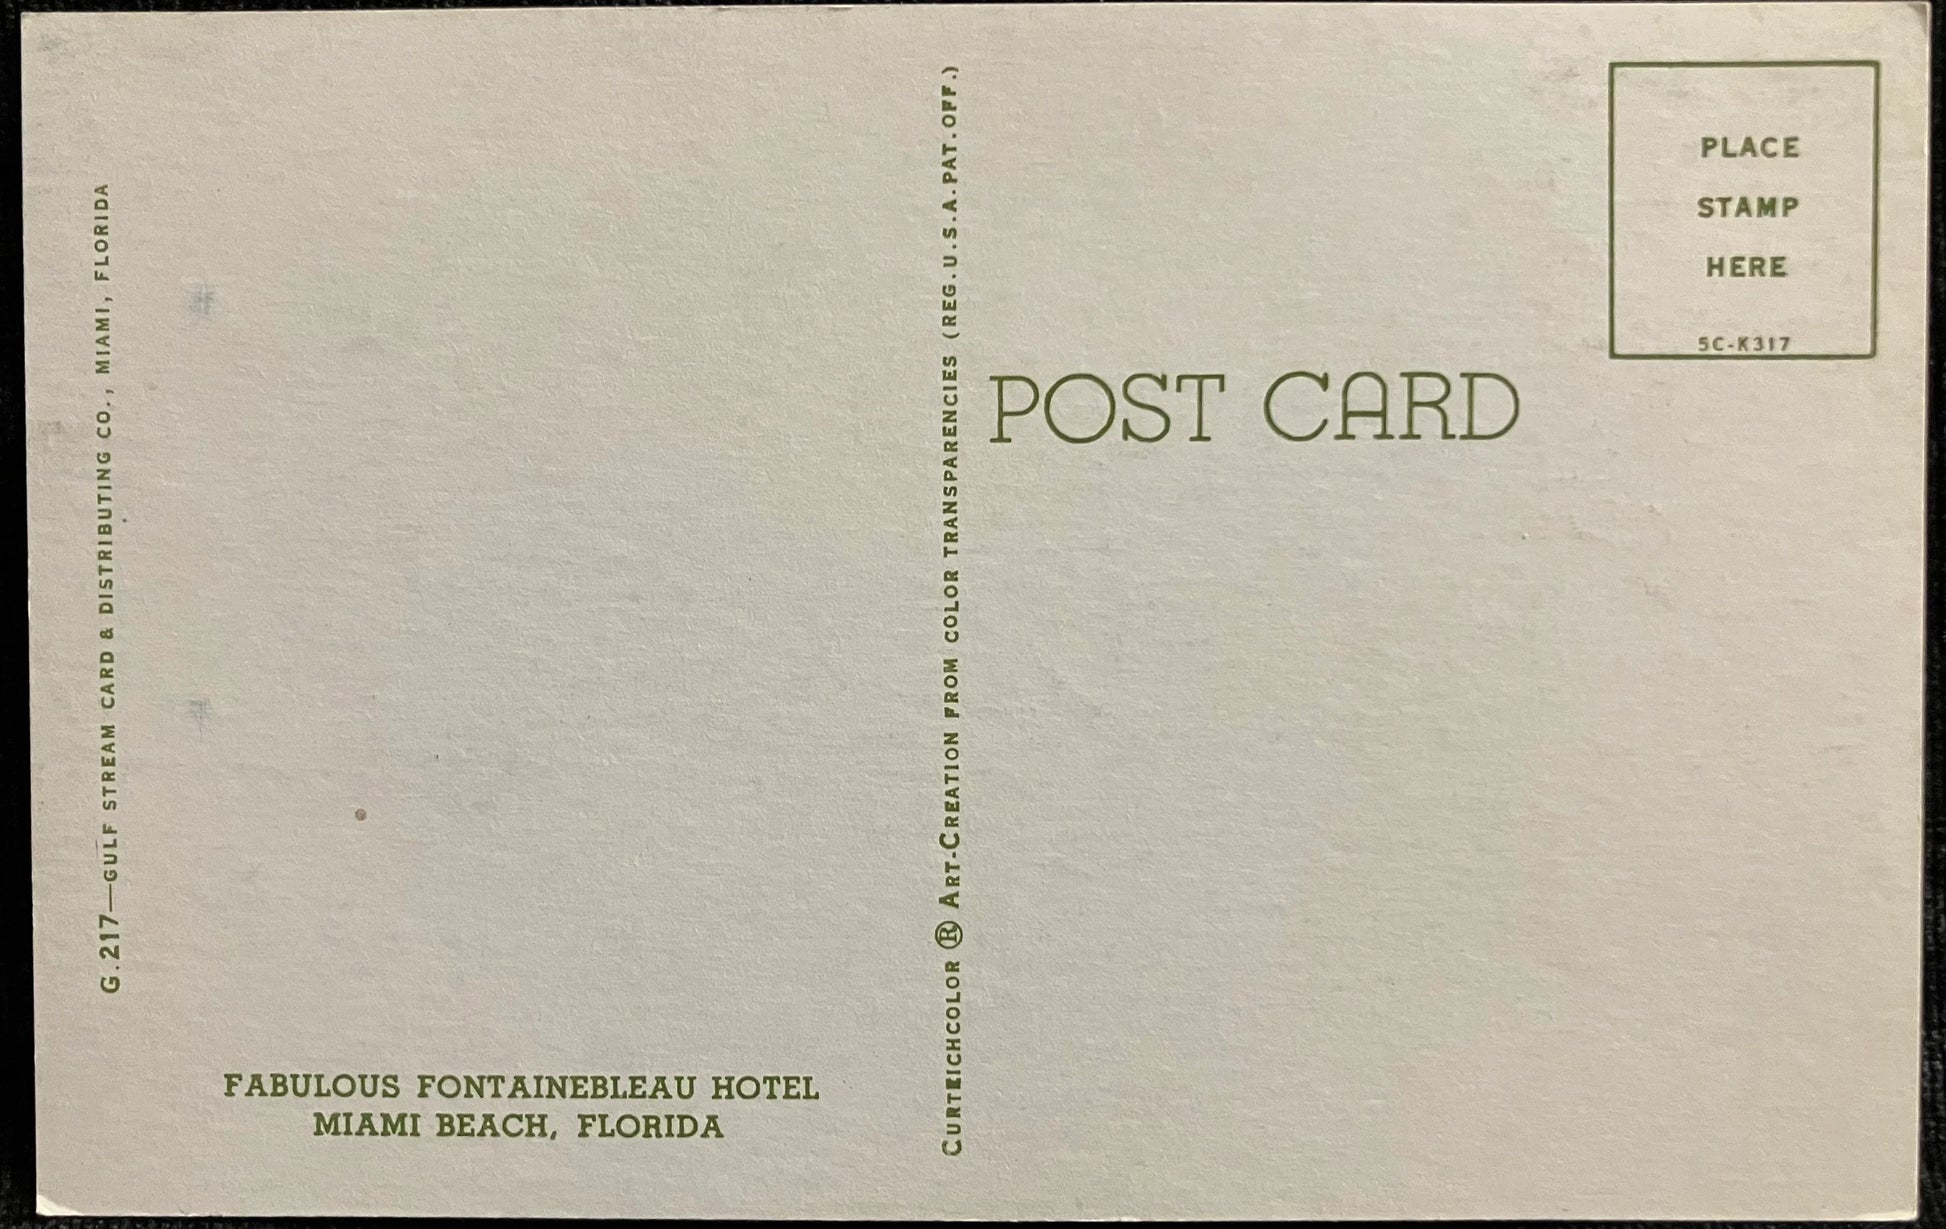 G.217—GULF STREAM CARD & DISTRIBUTING CO., MIAMI, FLORIDA
FABULOUS FONTAINEBLEAU HOTEL
MIAMI BEACH, FLORIDA
CURTEICHCOLOR ® ART-CREATION FROM COLOR TRANSPARENCIES (REG.U.S.A.PAT.OFF.)
POST CARD
PLACE
STAMP
HERE
5C-K317